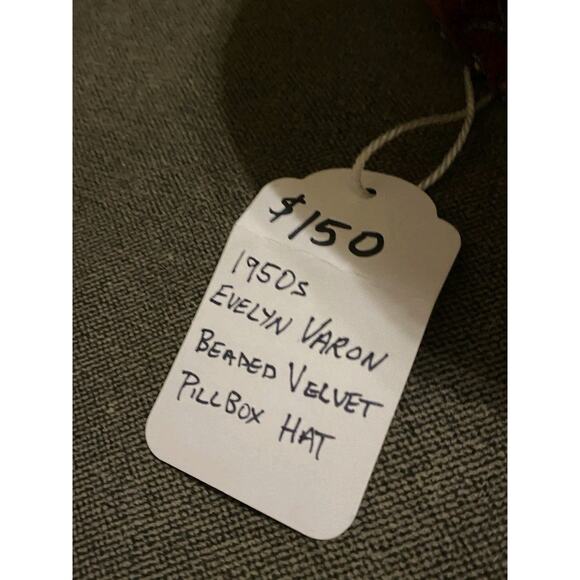 $150
1950s
EVELYN VARON
BEADED VELVET
PILLBOX HAT